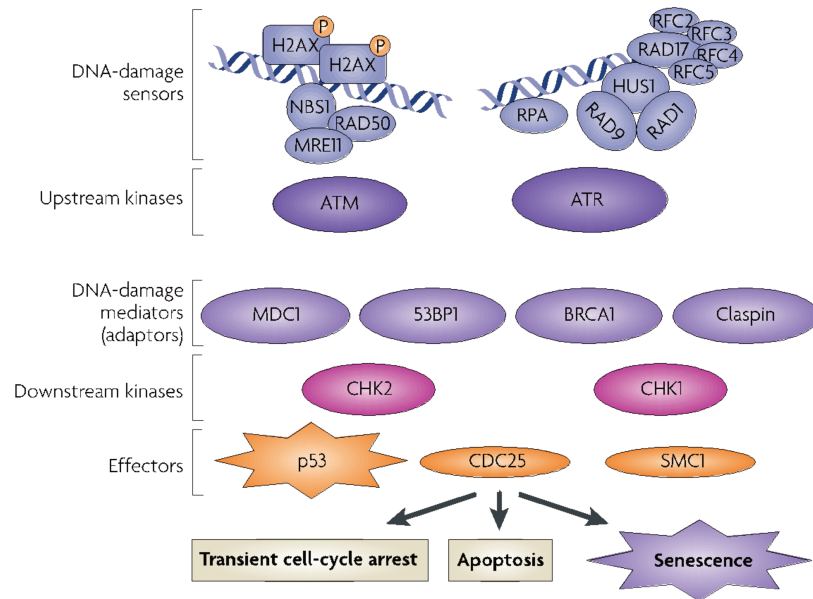 DNA-damage
sensors
H2AX
P
H2AX
P
NBS1
RAD50
MRE11
RPA
RAD9
HUS1
RAD1
RAD17
RFC2
RFC3
RFC4
RFC5
Upstream kinases
ATM
ATR
DNA-damage
mediators
(adaptors)
MDC1
53BP1
BRCA1
Claspin
Downstream kinases
CHK2
CHK1
Effectors
p53
CDC25
SMC1
Transient cell-cycle arrest
Apoptosis
Senescence